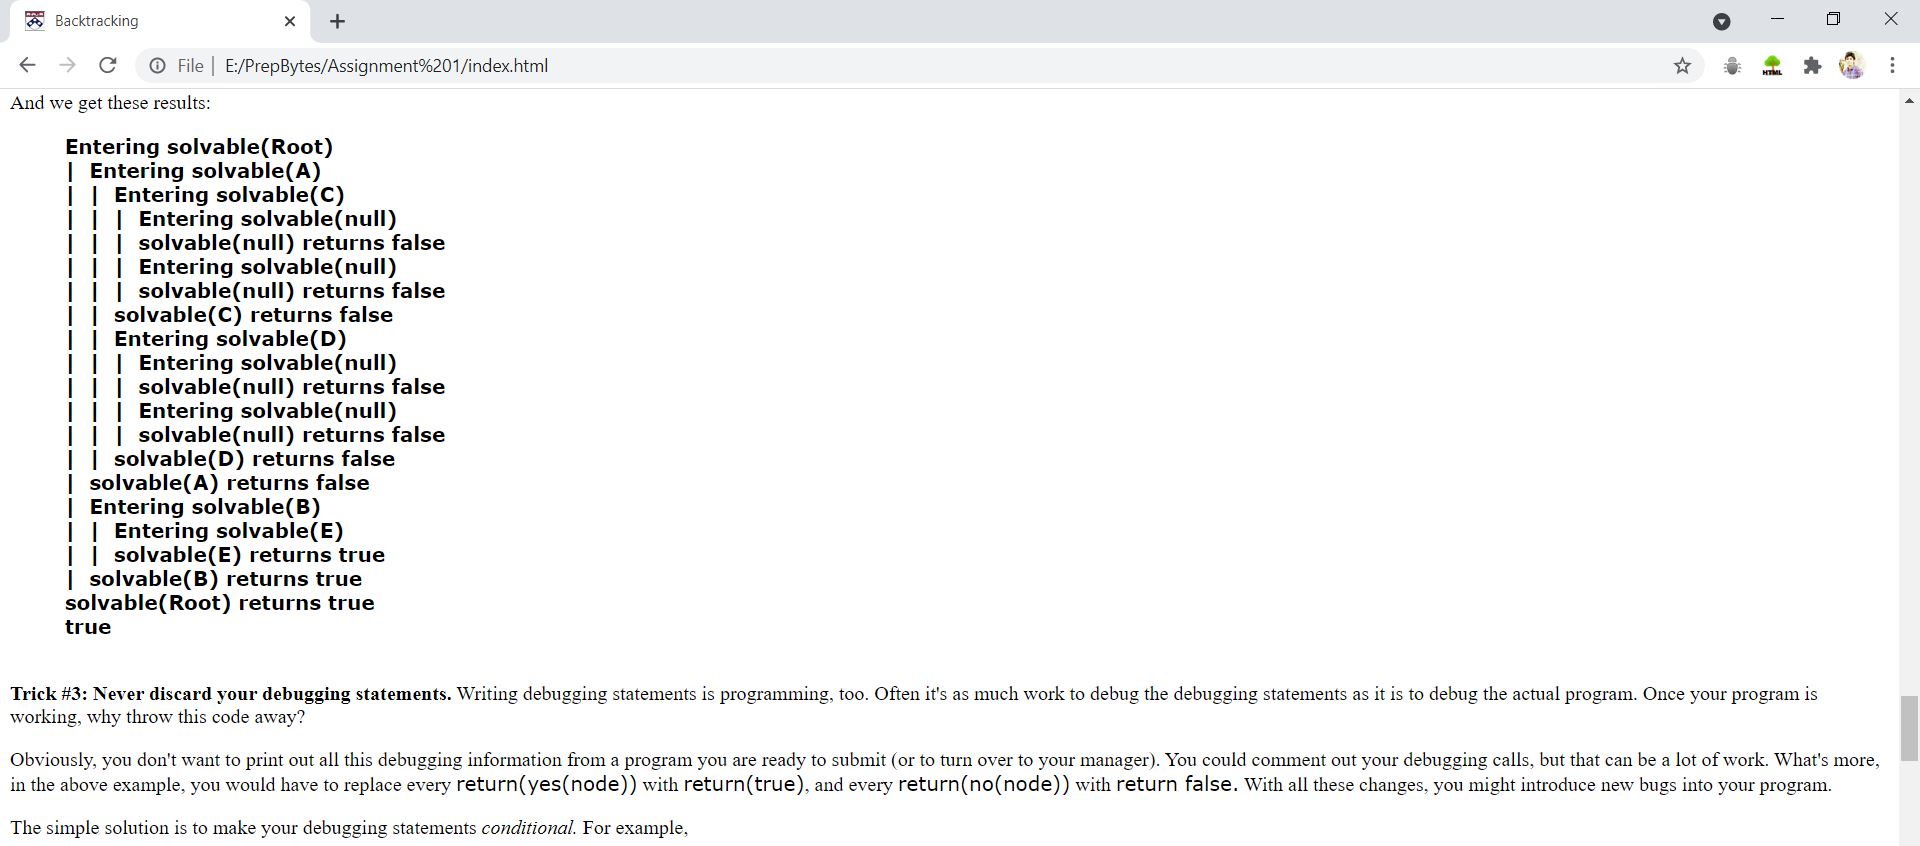 Backtracking
File | E:/PrepBytes/Assignment%201/index.html
HTML
And we get these results:
Entering solvable(Root)
| Entering solvable(A)
| | Entering solvable(C)
| | | Entering solvable(null)
| | | solvable(null) returns false
| | | Entering solvable(null)
| | | solvable(null) returns false
| | solvable(C) returns false
| | Entering solvable(D)
| | | Entering solvable(null)
| | | solvable(null) returns false
| | | Entering solvable(null)
| | | solvable(null) returns false
| | solvable(D) returns false
| solvable(A) returns false
| Entering solvable(B)
| | Entering solvable(E)
| | solvable(E) returns true
| solvable(B) returns true
solvable(Root) returns true
true
Trick #3: Never discard your debugging statements. Writing debugging statements is programming, too. Often it's as much work to debug the debugging statements as it is to debug the actual program. Once your program is
working, why throw this code away?
Obviously, you don't want to print out all this debugging information from a program you are ready to submit (or to turn over to your manager). You could comment out your debugging calls, but that can be a lot of work. What's more,
in the above example, you would have to replace every return(yes(node)) with return(true), and every return(no(node)) with return false. With all these changes, you might introduce new bugs into your program.
The simple solution is to make your debugging statements conditional. For example,